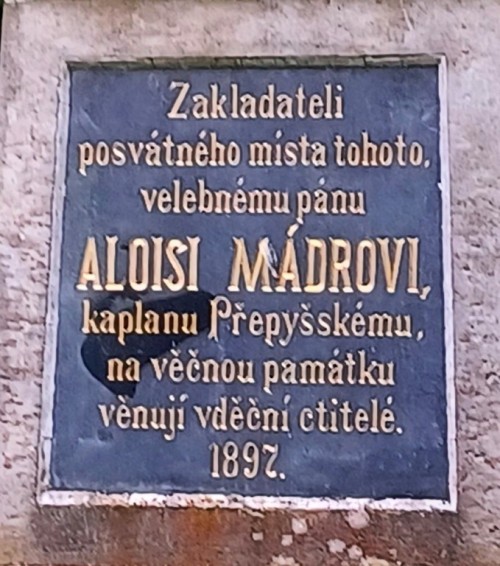 Zakladateli
posvátného místa tohoto,
velebnému pánu
ALOISI MÁDROVI,
kaplanu Přepyšskému,
na věčnou památku
věnují vděční ctitelé.
1897.